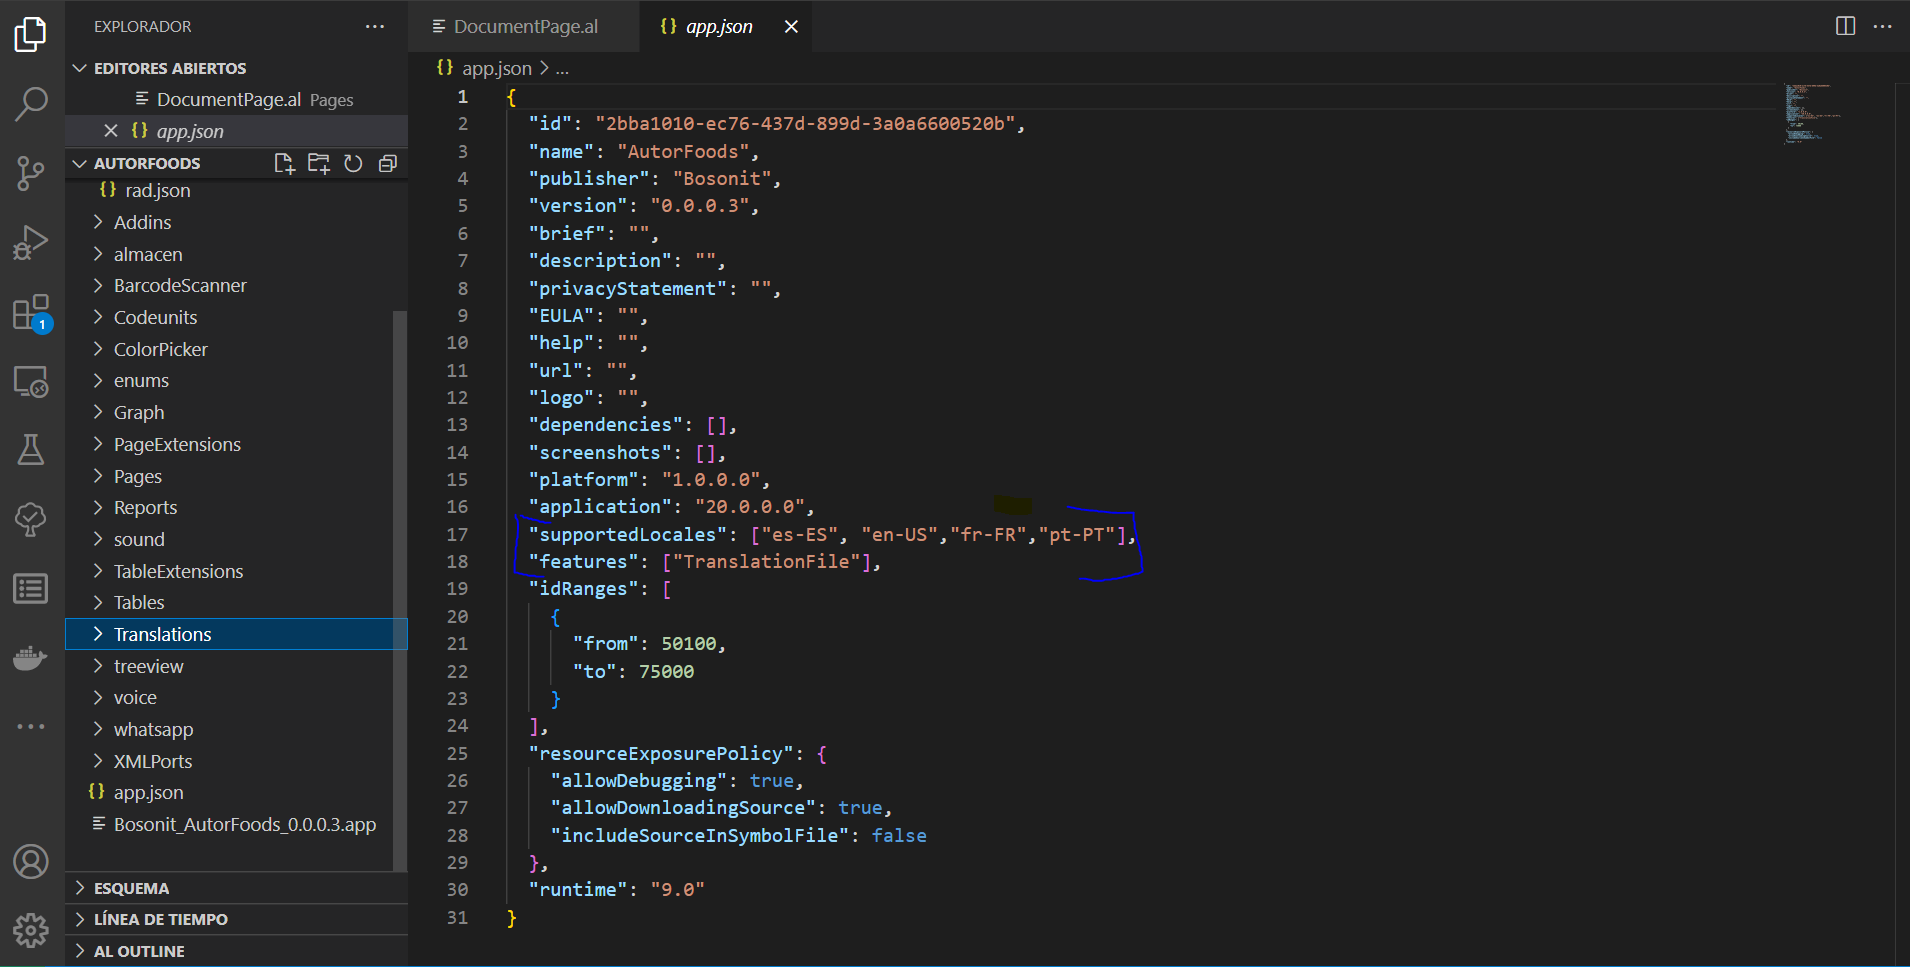 EXPLORADOR
EDITORES ABIERTOS
DocumentPage.al Pages
app.json
AUTORFOODS
rad.json
Addins
almacen
BarcodeScanner
Codeunits
ColorPicker
enums
Graph
PageExtensions
Pages
Reports
sound
TableExtensions
Tables
Translations
treeview
voice
whatsapp
XMLPorts
app.json
Bosonit_AutorFoods_0.0.0.3.app
ESQUEMA
LÍNEA DE TIEMPO
AL OUTLINE
1
DocumentPage.al
{} app.json
{} app.json > ...
1 {
2 "id": "2bba1010-ec76-437d-899d-3a0a6600520b",
3 "name": "AutorFoods",
4 "publisher": "Bosonit",
5 "version": "0.0.0.3",
6 "brief": "",
7 "description": "",
8 "privacyStatement": "",
9 "EULA": "",
10 "help": "",
11 "url": "",
12 "logo": "",
13 "dependencies": [],
14 "screenshots": [],
15 "platform": "1.0.0.0",
16 "application": "20.0.0.0",
17 "supportedLocales": ["es-ES", "en-US","fr-FR","pt-PT"],
18 "features": ["TranslationFile"],
19 "idRanges": [
20 {
21 "from": 50100,
22 "to": 75000
23 }
24 ],
25 "resourceExposurePolicy": {
26 "allowDebugging": true,
27 "allowDownloadingSource": true,
28 "includeSourceInSymbolFile": false
29 },
30 "runtime": "9.0"
31 }